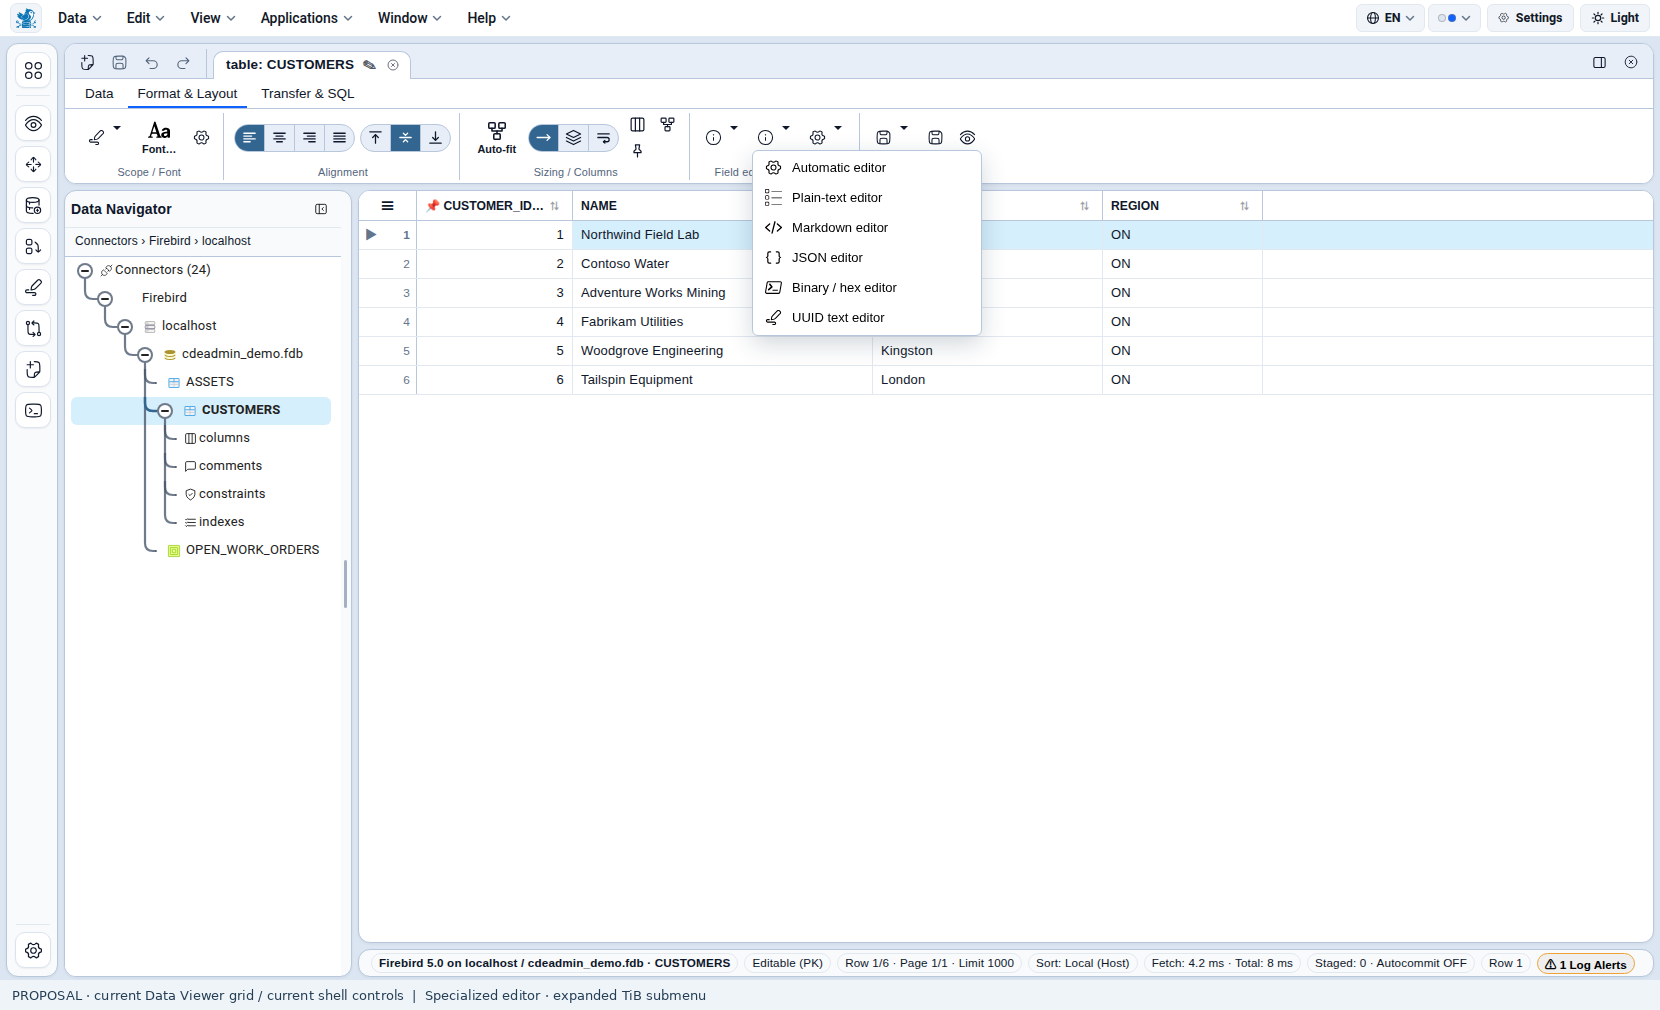 Data Edit View Applications Window Help EN Settings Light
table: CUSTOMERS
Data Format & Layout Transfer & SQL
Aa
Font... Auto-fit
Scope / Font Alignment Sizing / Columns
Automatic editor
Plain-text editor
Markdown editor
JSON editor
Binary / hex editor
UUID text editor
Data Navigator
Connectors › Firebird › localhost
Connectors (24)
Firebird
localhost
cdeadmin_demo.fdb
ASSETS
CUSTOMERS
columns
comments
constraints
indexes
OPEN_WORK_ORDERS
CUSTOMER_ID... NAME REGION
1 1 Northwind Field Lab ON
2 2 Contoso Water ON
3 3 Adventure Works Mining ON
4 4 Fabrikam Utilities ON
5 5 Woodgrove Engineering Kingston ON
6 6 Tailspin Equipment London ON
Firebird 5.0 on localhost / cdeadmin_demo.fdb · CUSTOMERS Editable (PK) Row 1/6 · Page 1/1 · Limit 1000 Sort: Local (Host) Fetch: 4.2 ms · Total: 8 ms Staged: 0 · Autocommit OFF Row 1 1 Log Alerts
PROPOSAL · current Data Viewer grid / current shell controls | Specialized editor · expanded TiB submenu